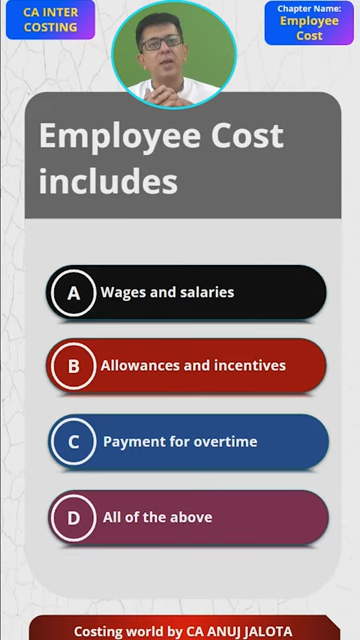 CA INTER
COSTING
Chapter Name:
Employee
Cost
Employee Cost
includes
A Wages and salaries
B Allowances and incentives
C Payment for overtime
D All of the above
Costing world by CA ANUJ JALOTA